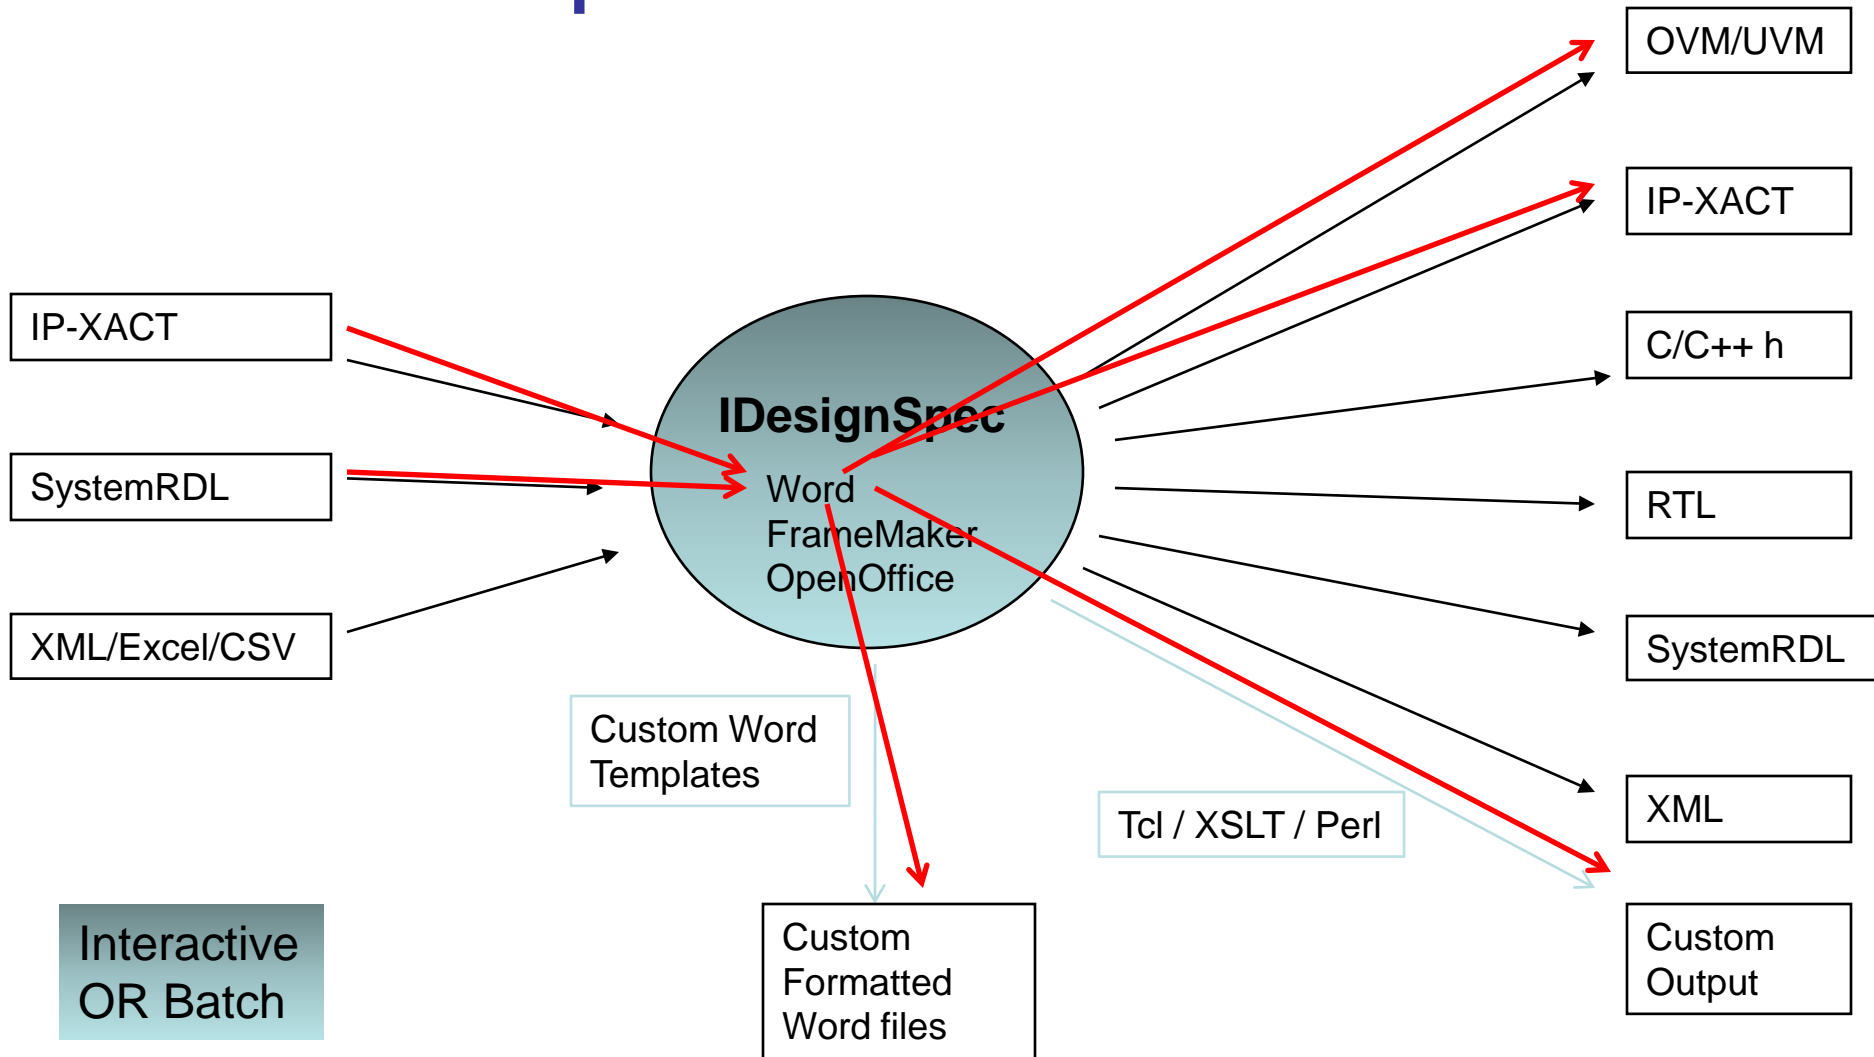 OVM/UVM
IP-XACT
IP-XACT
C/C++ h
IDesignSpec
SystemRDL
Word
FrameMaker
OpenOffice
RTL
XML/Excel/CSV
SystemRDL
Custom Word
Templates
Tcl / XSLT / Perl
XML
Interactive
OR Batch
Custom
Formatted
Word files
Custom
Output